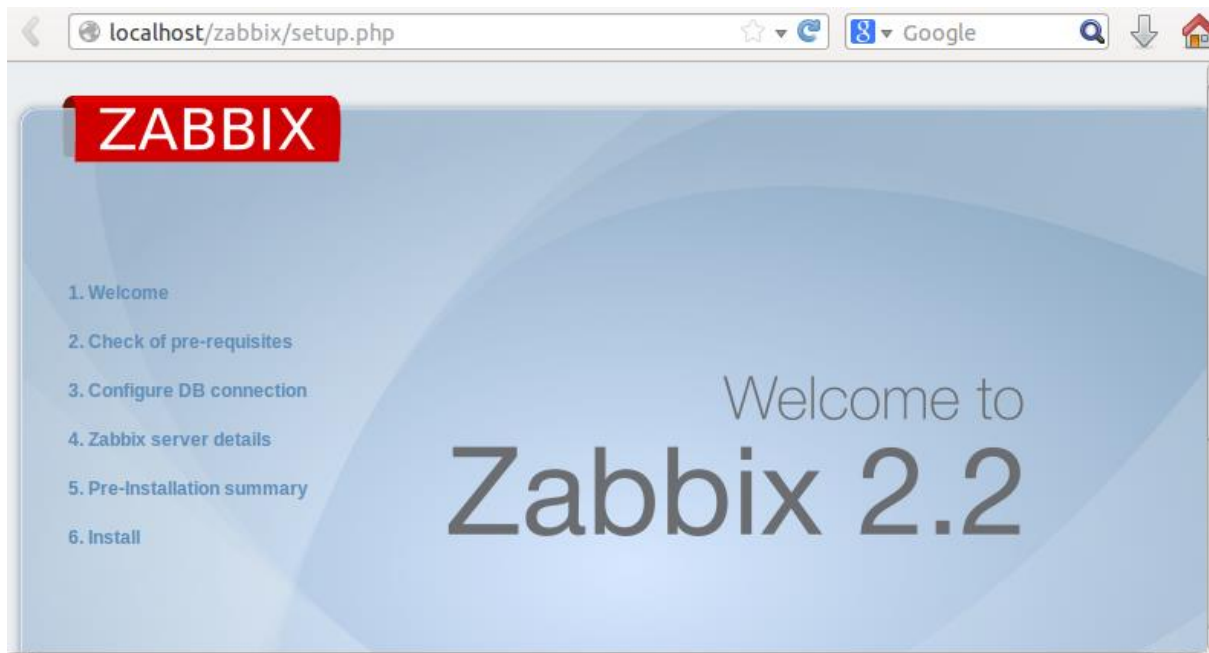 localhost/zabbix/setup.php
8 Google
ZABBIX
1. Welcome
2. Check of pre-requisites
3. Configure DB connection
4. Zabbix server details
5. Pre-Installation summary
6. Install
Welcome to
Zabbix 2.2